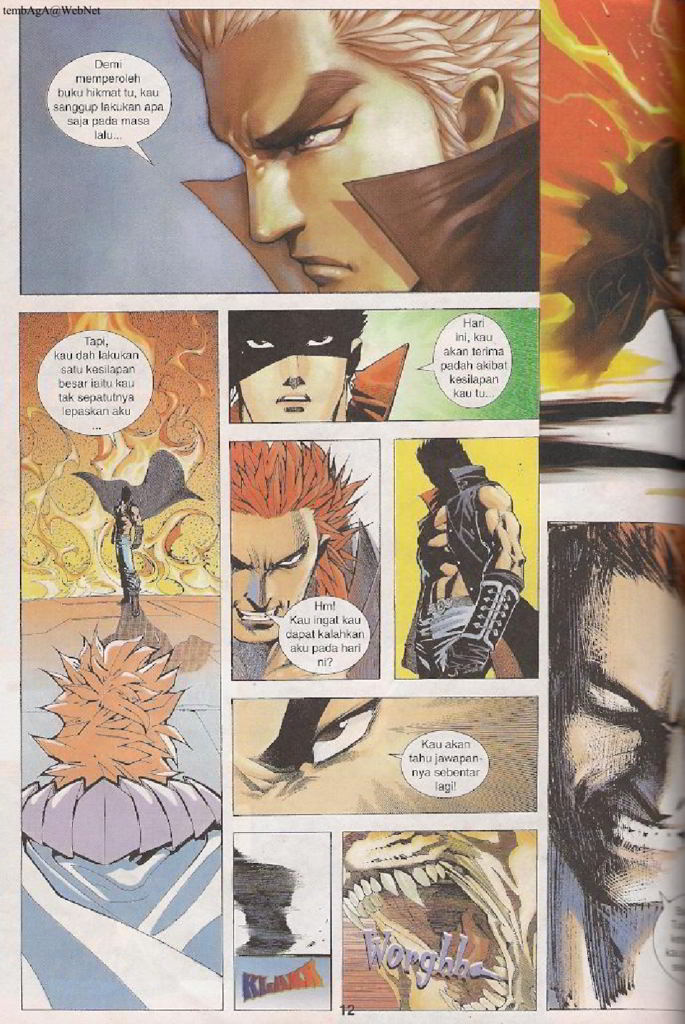 tembAgA@WebNet
Demi
memperoleh
buku hikmat tu, kau
sanggup lakukan apa
saja pada masa
lalu...
Tapi,
kau dah lakukan
satu kesilapan
besar iaitu kau
tak sepatutnya
lepaskan aku
...
Hari
ini, kau
akan terima
padah akibat
kesilapan
kau tu...
Hm!
Kau ingat kau
dapat kalahkan
aku pada hari
ni?
Kau akan
tahu jawapan-
nya sebentar
lagi!
Worghhh
12